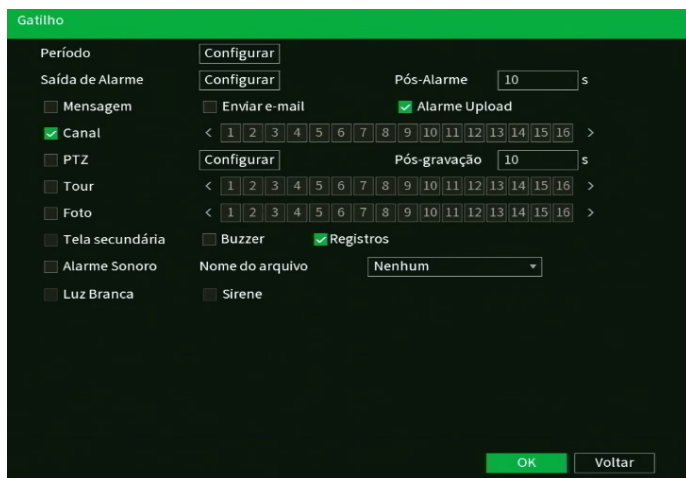 Gatilho
Período Configurar
Saída de Alarme Configurar Pós-Alarme 10 s
Mensagem Enviar e-mail Alarme Upload
Canal < 1 2 3 4 5 6 7 8 9 10 11 12 13 14 15 16 >
PTZ Configurar Pós-gravação 10 s
Tour < 1 2 3 4 5 6 7 8 9 10 11 12 13 14 15 16 >
Foto < 1 2 3 4 5 6 7 8 9 10 11 12 13 14 15 16 >
Tela secundária Buzzer Registros
Alarme Sonoro Nome do arquivo Nenhum
Luz Branca Sirene
OK Voltar